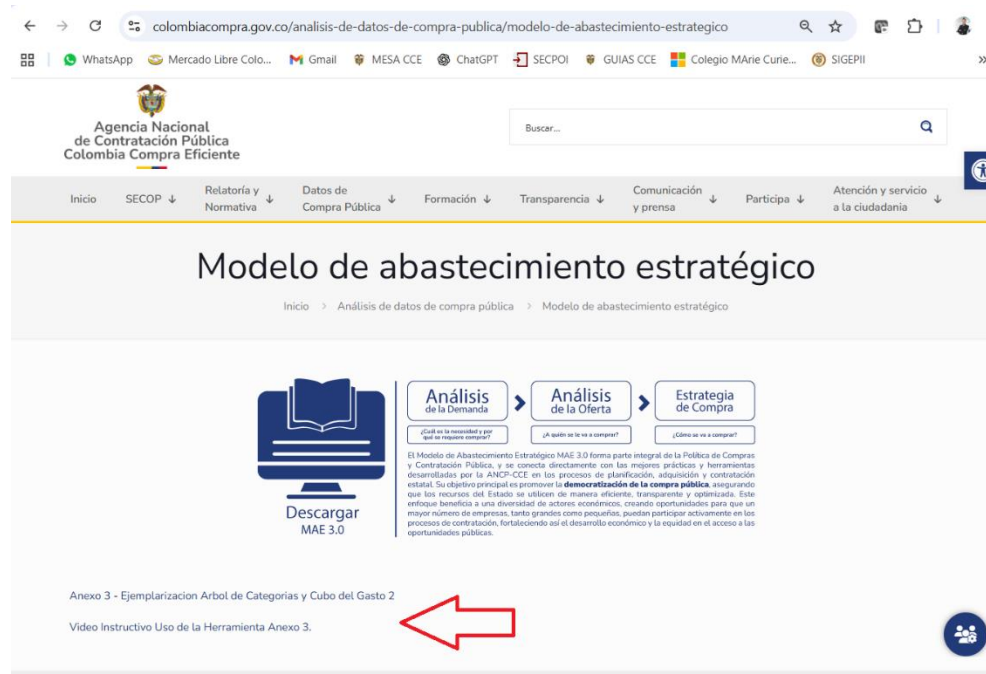 colombiacompra.gov.co/analisis-de-datos-de-compra-publica/modelo-de-abastecimiento-estrategico
WhatsApp Mercado Libre Colo... Gmail MESA CCE ChatGPT SECPOI GUIAS CCE Colegio MArie Curie... SIGEPII »
Agencia Nacional
de Contratación Pública
Colombia Compra Eficiente
Buscar...
Inicio SECOP Relatoría y Normativa Datos de Compra Pública Formación Transparencia Comunicación y prensa Participa Atención y servicio a la ciudadania
Modelo de abastecimiento estratégico
Inicio > Análisis de datos de compra pública > Modelo de abastecimiento estratégico
Descargar
MAE 3.0
Análisis
de la Demanda
Análisis
de la Oferta
Estrategia
de Compra
¿Cuál es la necesidad y por
qué se requiere comprar?
¿A quién se le va a comprar?
¿Cómo se va a comprar?
El Modelo de Abastecimiento Estratégico MAE 3.0 forma parte integral de la Política de Compras
y Contratación Pública, y se conecta directamente con las mejores prácticas y herramientas
desarrolladas por la ANCP-CCE en los procesos de planificación, adquisición y contratación
estatal. Su objetivo principal es promover la democratización de la compra pública, asegurando
que los recursos del Estado se utilicen de manera eficiente, transparente y optimizada. Este
enfoque beneficia a una diversidad de actores económicos, creando oportunidades para que un
mayor número de empresas, tanto grandes como pequeñas, puedan participar activamente en los
procesos de contratación, fortaleciendo así el desarrollo económico y la equidad en el acceso a las
oportunidades públicas.
Anexo 3 - Ejemplarizacion Arbol de Categorias y Cubo del Gasto 2
Video Instructivo Uso de la Herramienta Anexo 3.